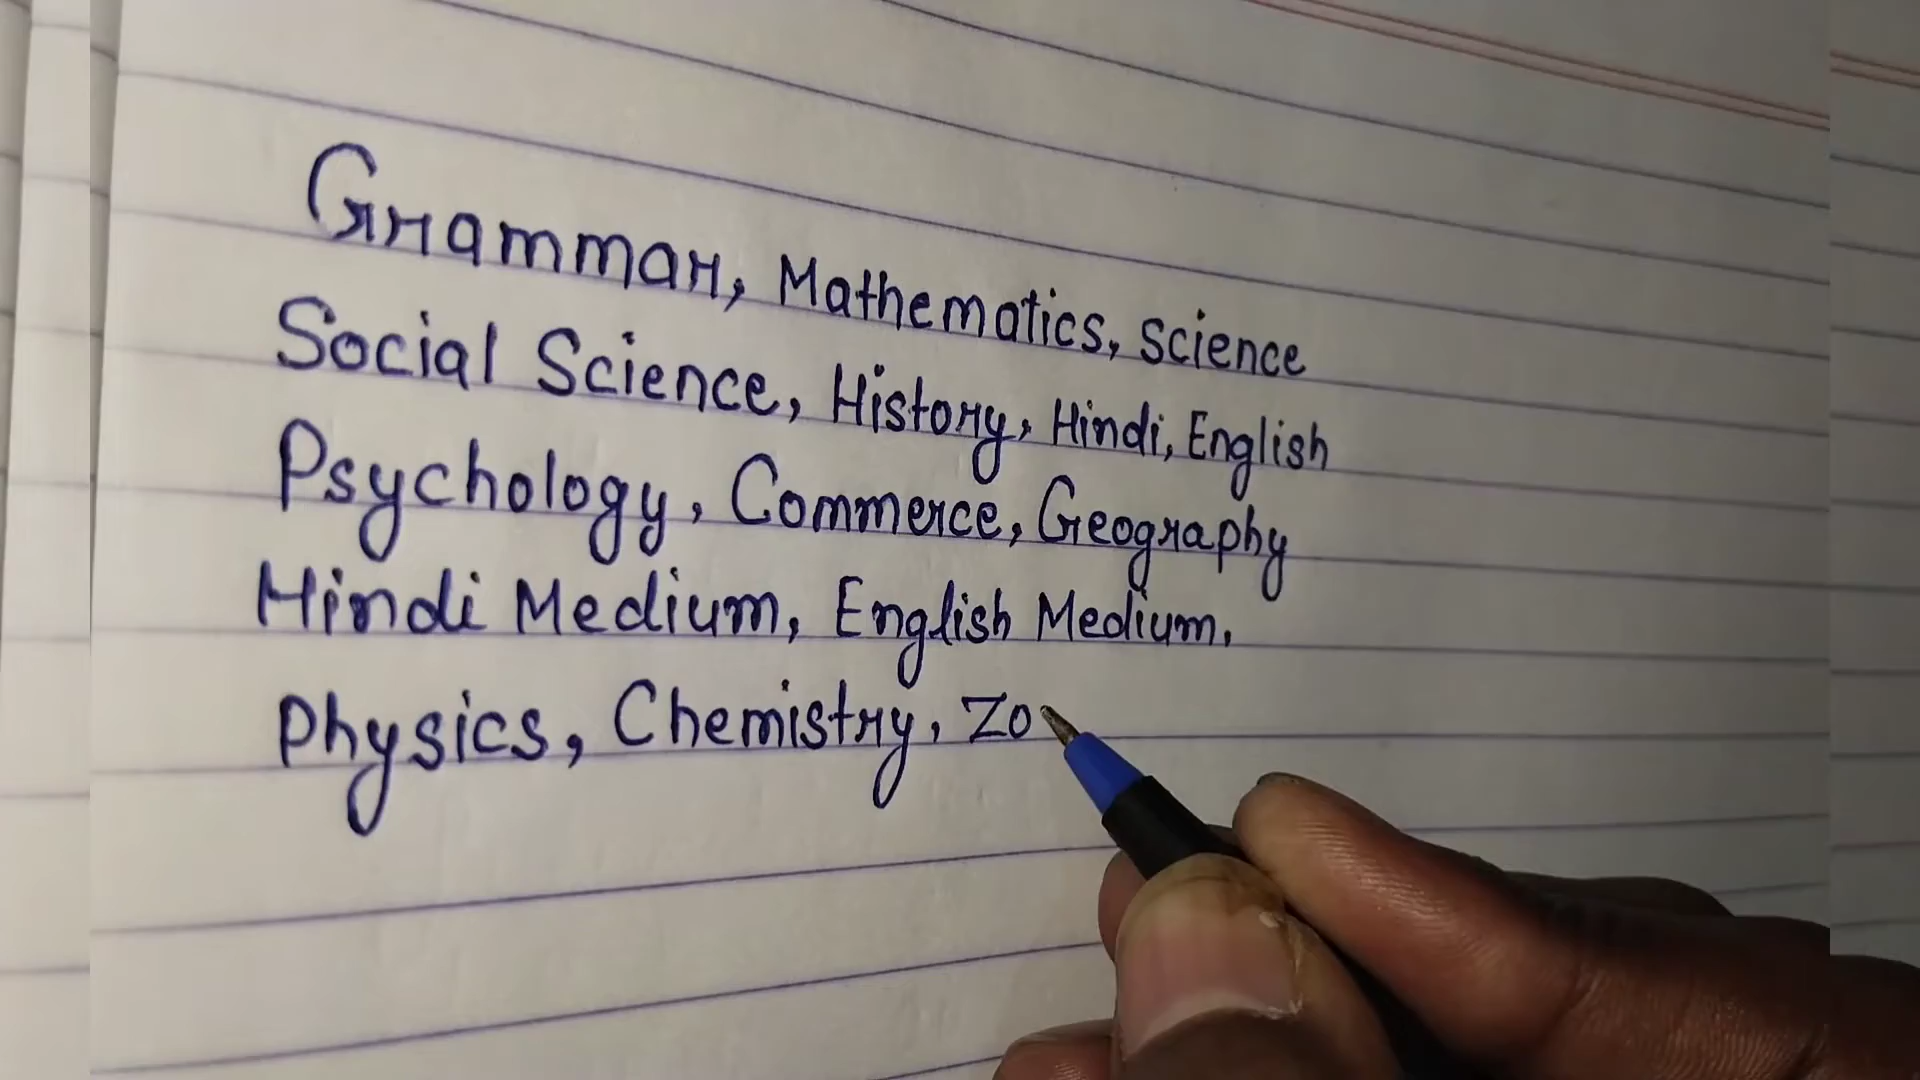 Grammar, Mathematics, Science
Social Science, History, Hindi, English
Psychology, Commerce, Geography
Hindi Medium, English Medium,
Physics, Chemistry, Zo